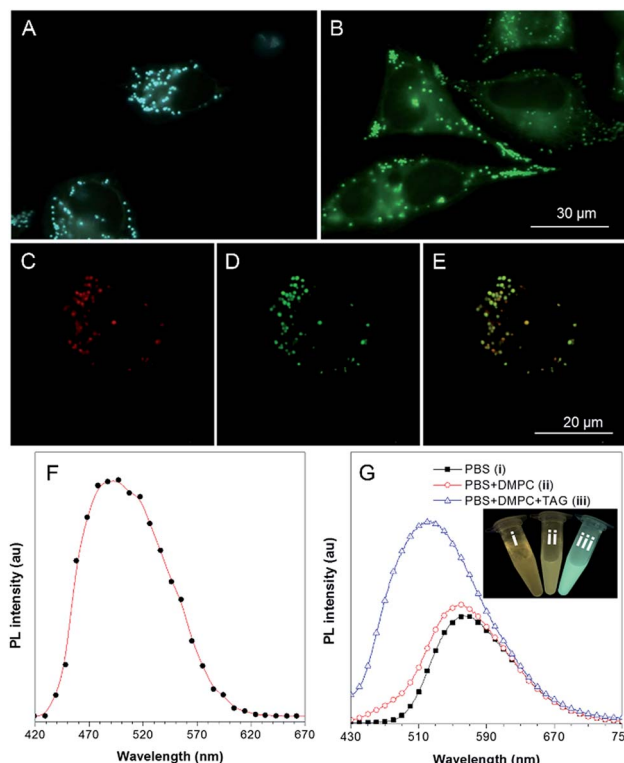 A
B
30 µm
C
D
E
20 µm
F
PL intensity (au)
420 470 520 570 620 670
Wavelength (nm)
G
PBS (i)
PBS+DMPC (ii)
PBS+DMPC+TAG (iii)
i ii iii
PL intensity (au)
430 510 590 670 75
Wavelength (nm)